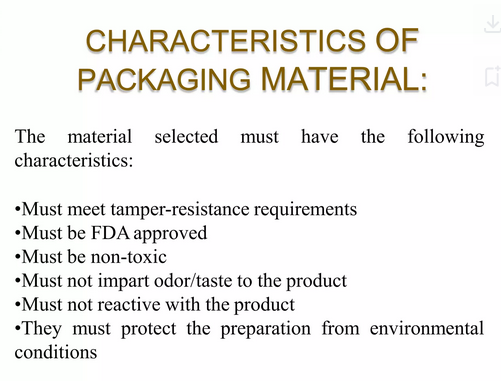 CHARACTERISTICS OF
PACKAGING MATERIAL:
The material selected must have the following
characteristics:
•Must meet tamper-resistance requirements
•Must be FDA approved
•Must be non-toxic
•Must not impart odor/taste to the product
•Must not reactive with the product
•They must protect the preparation from environmental
conditions